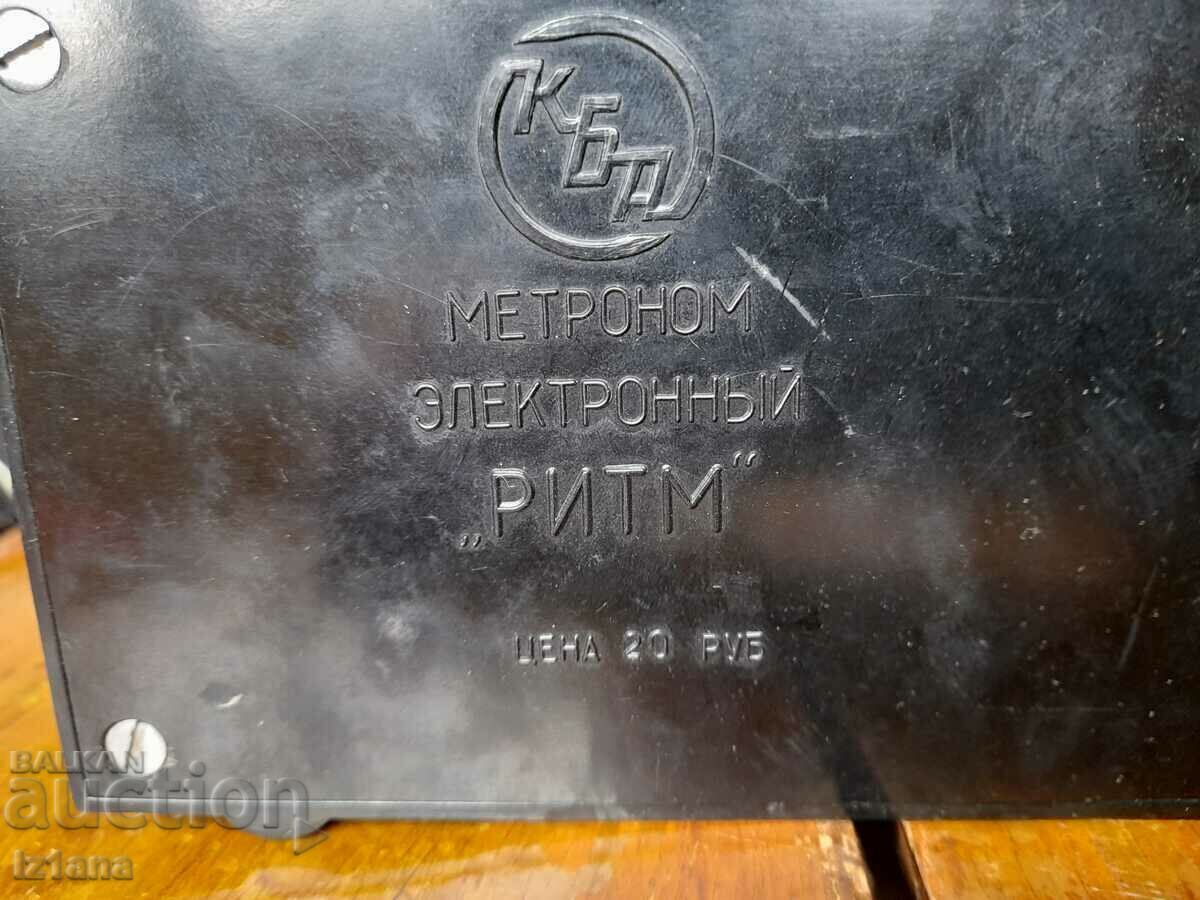 КБП
МЕТРОНОМ
ЭЛЕКТРОННЫЙ
„РИТМ“
ЦЕНА 20 РУБ
BALKAN
auction
iz1ana